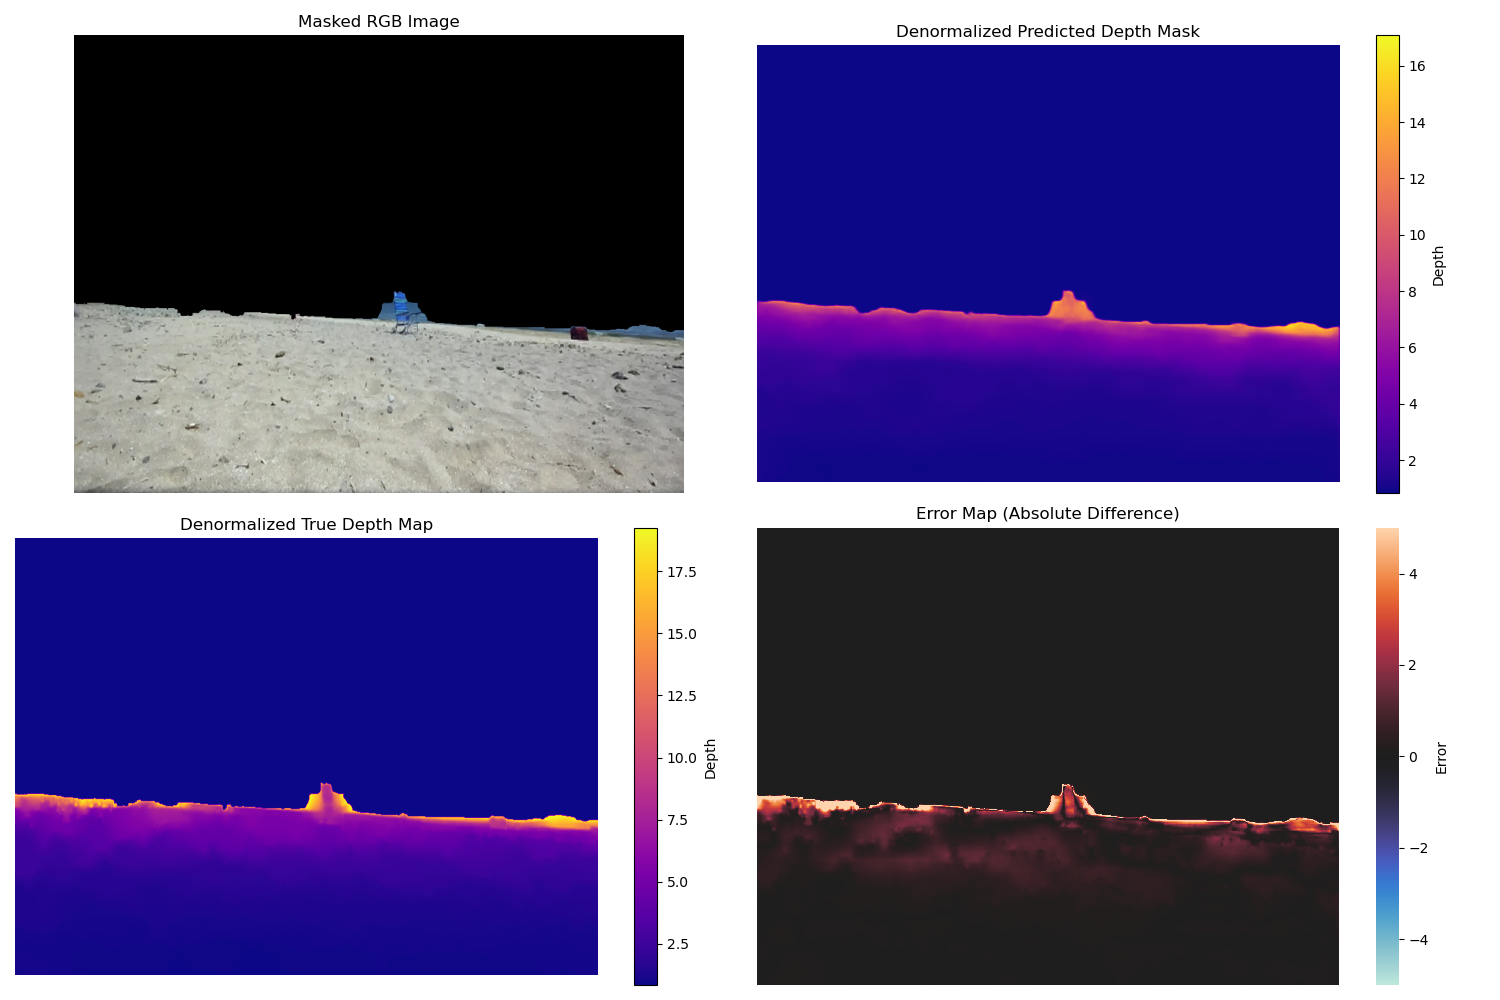 Masked RGB Image
Denormalized Predicted Depth Mask
16
14
12
10
8
6
4
2
Depth
Denormalized True Depth Map
17.5
15.0
12.5
10.0
7.5
5.0
2.5
Depth
Error Map (Absolute Difference)
4
2
0
−2
−4
Error